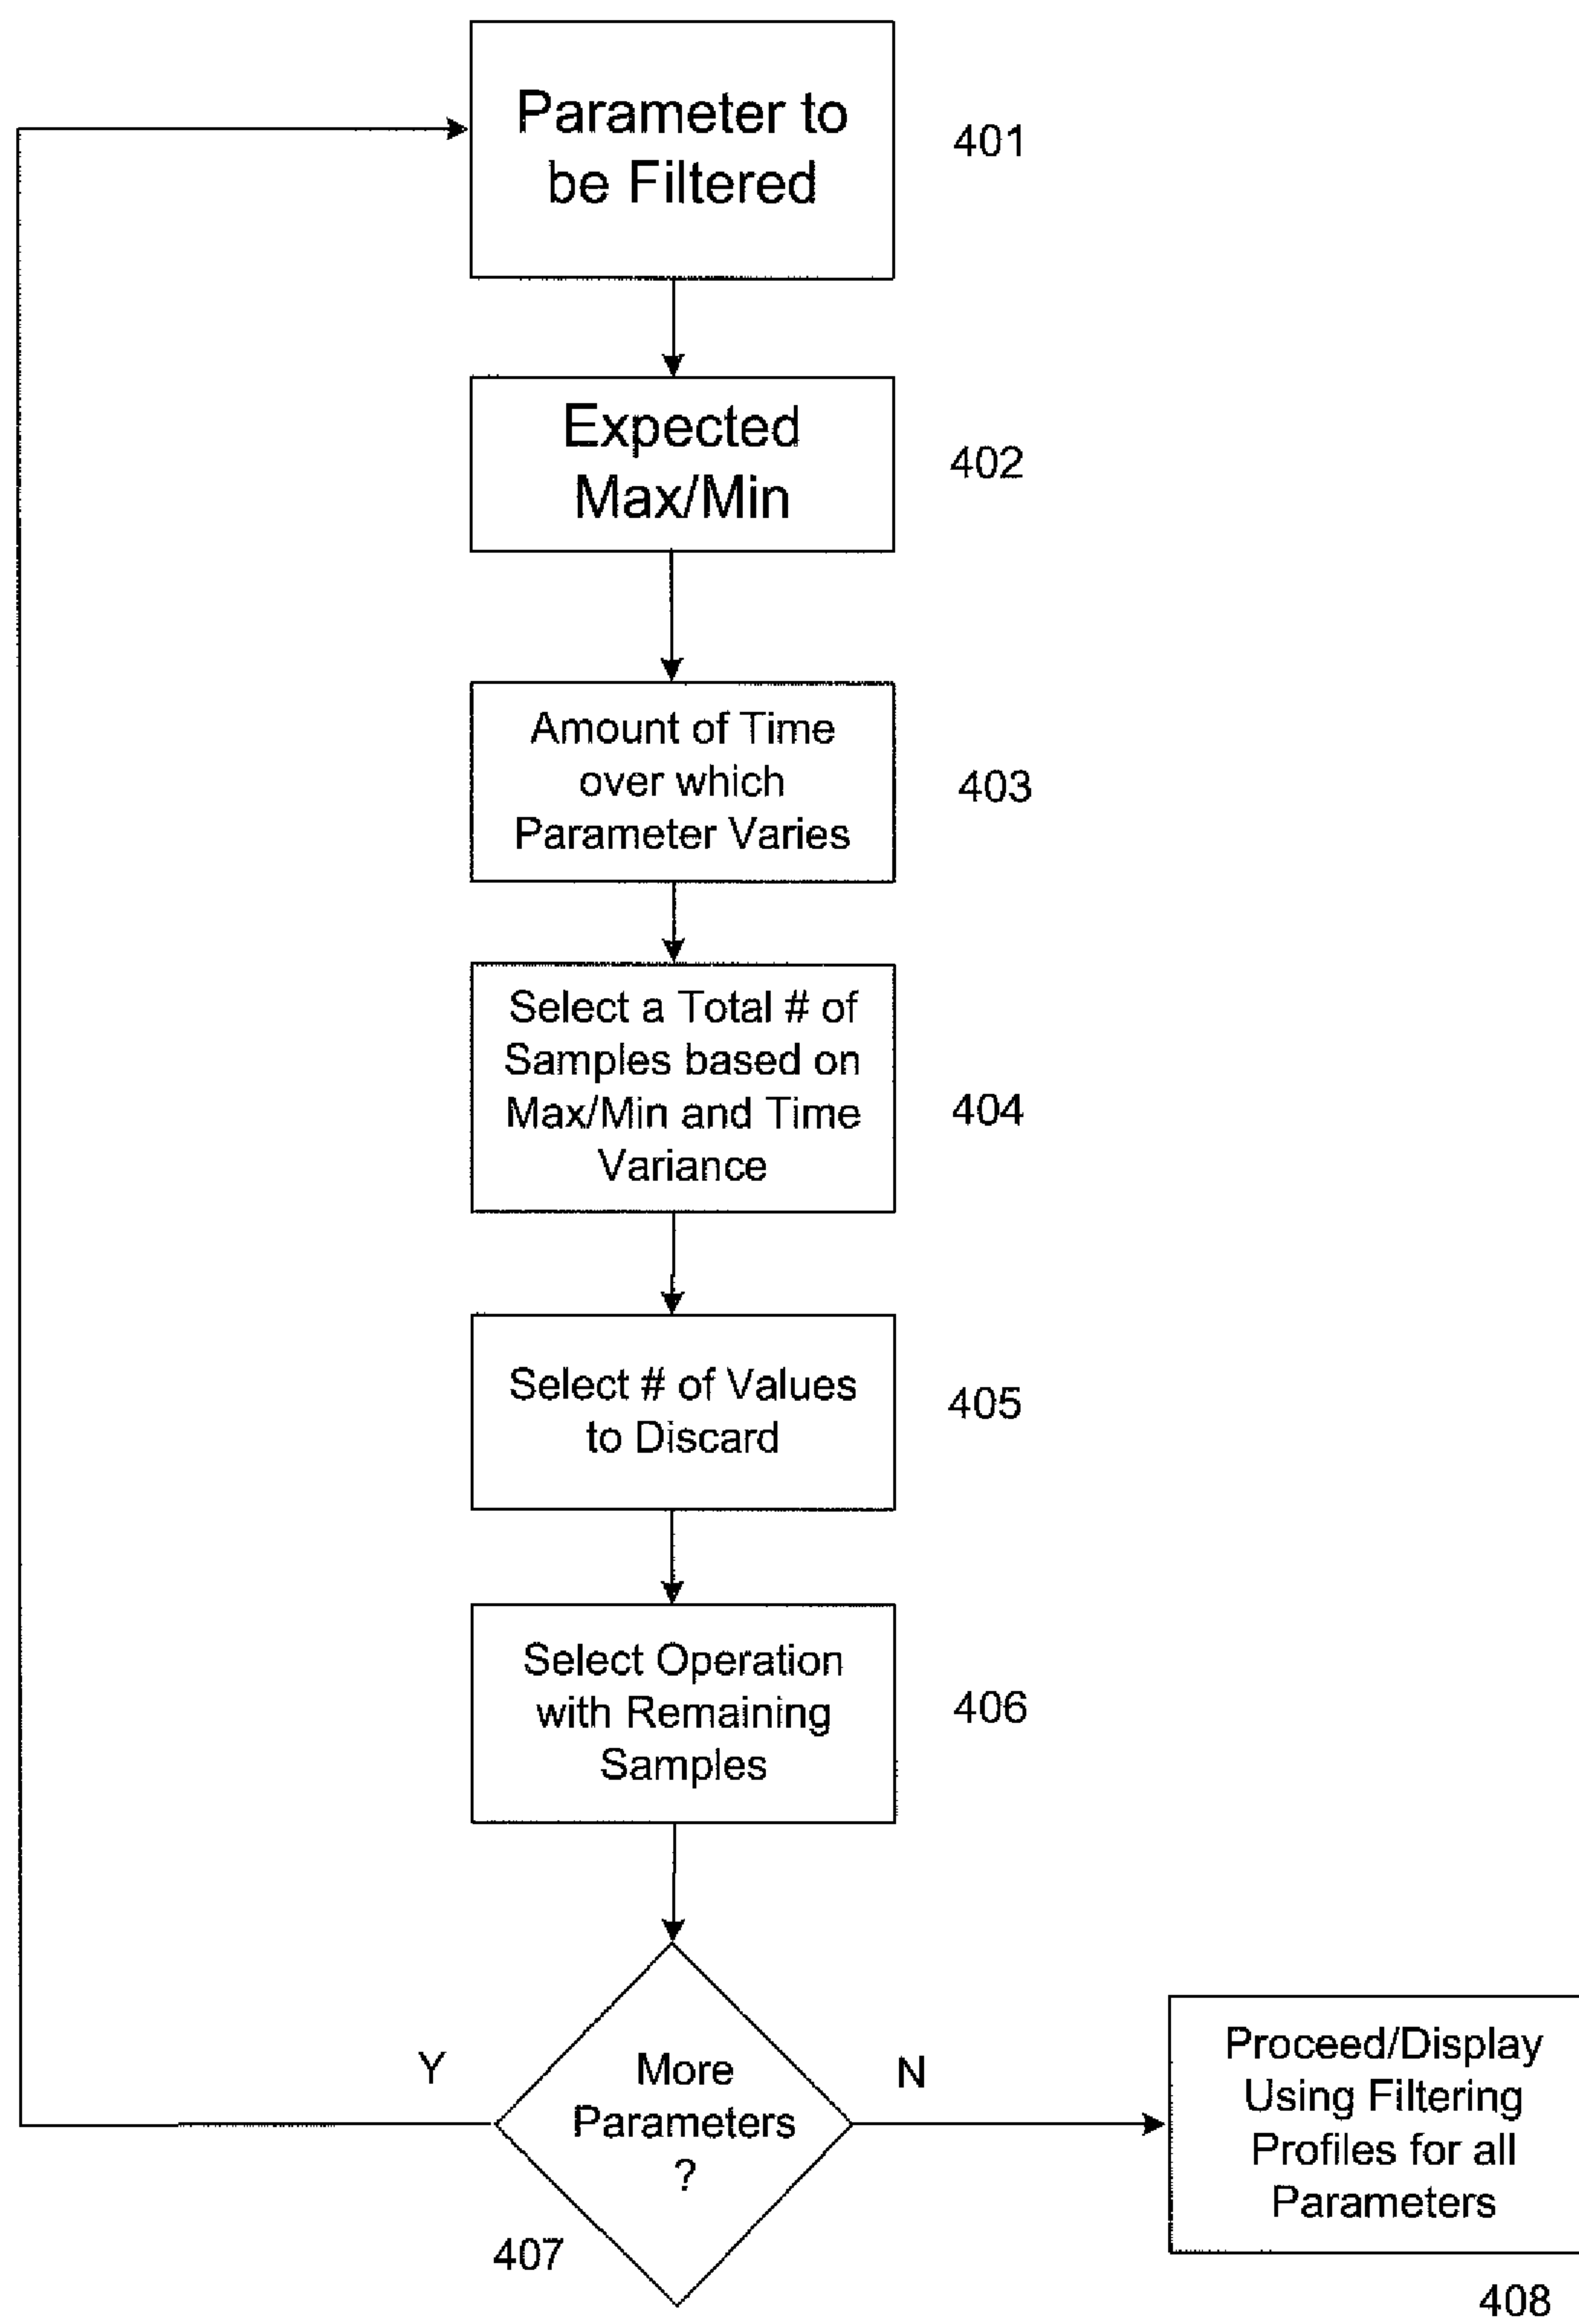 Parameter to
be Filtered
401
Expected
Max/Min
402
Amount of Time
over which
Parameter Varies
403
Select a Total # of
Samples based on
Max/Min and Time
Variance
404
Select # of Values
to Discard
405
Select Operation
with Remaining
Samples
406
Y
More
Parameters
?
N
407
Proceed/Display
Using Filtering
Profiles for all
Parameters
408